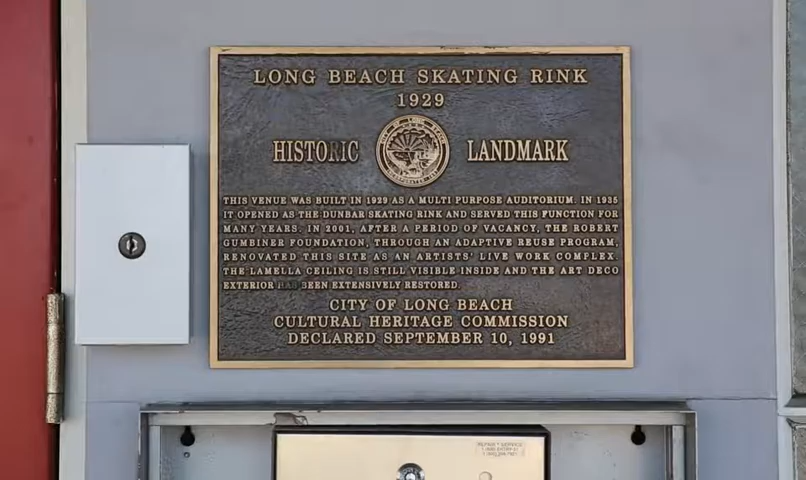 LONG BEACH SKATING RINK
1929
HISTORIC LANDMARK
THIS VENUE WAS BUILT IN 1929 AS A MULTI PURPOSE AUDITORIUM. IN 1935
IT OPENED AS THE DUNBAR SKATING RINK AND SERVED THIS FUNCTION FOR
MANY YEARS. IN 2001, AFTER A PERIOD OF VACANCY, THE ROBERT
GUMBINER FOUNDATION, THROUGH AN ADAPTIVE REUSE PROGRAM,
RENOVATED THIS SITE AS AN ARTISTS' LIVE WORK COMPLEX.
THE LAMELLA CEILING IS STILL VISIBLE INSIDE AND THE ART DECO
EXTERIOR HAS BEEN EXTENSIVELY RESTORED.
CITY OF LONG BEACH
CULTURAL HERITAGE COMMISSION
DECLARED SEPTEMBER 10, 1991